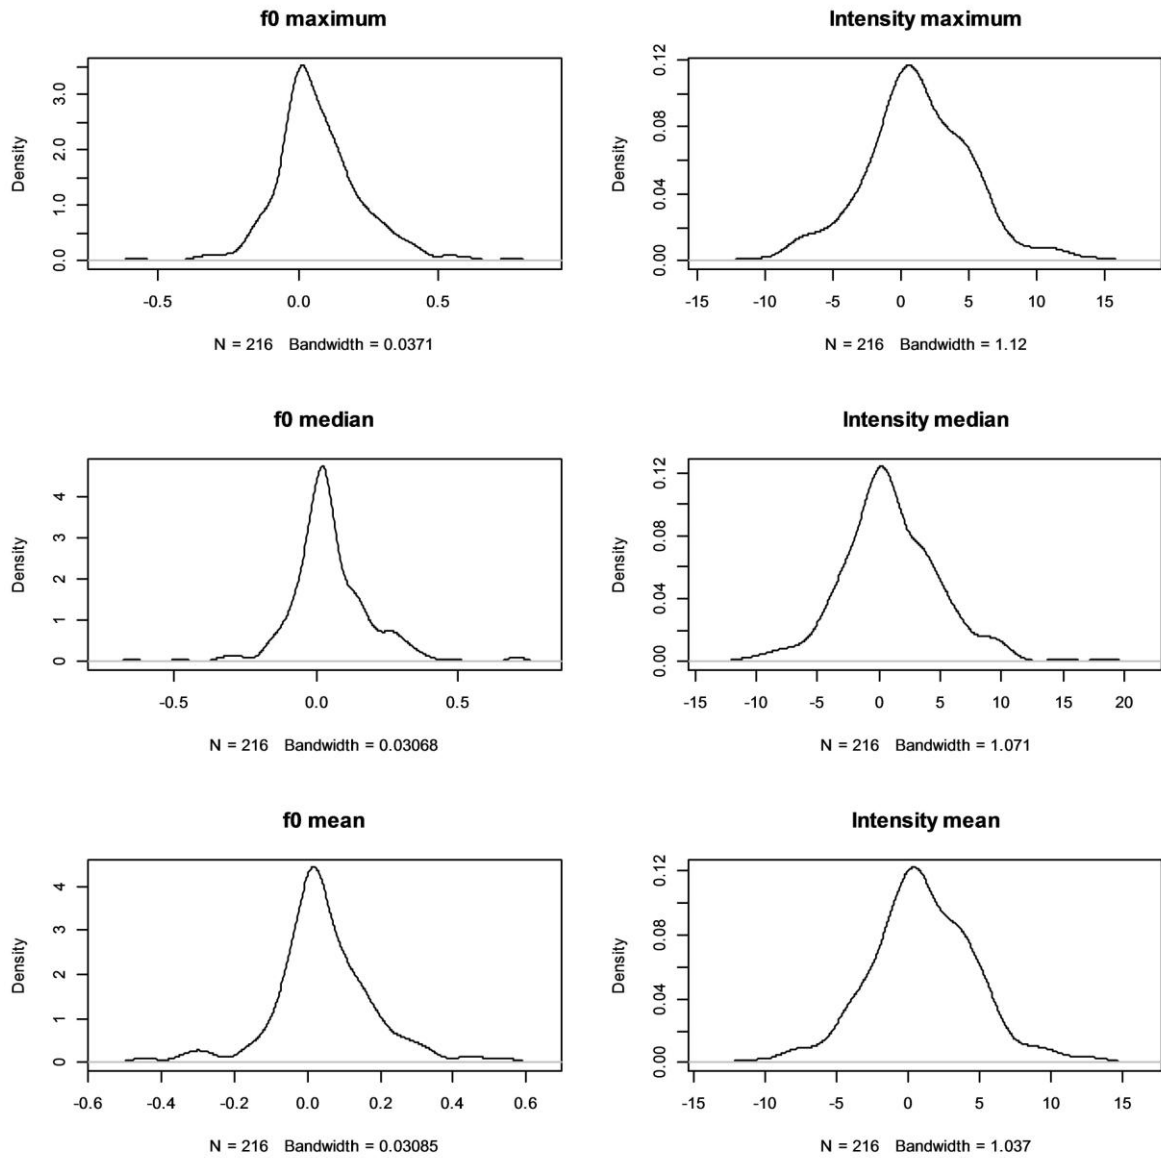 f0 maximum
Density
0.0 1.0 2.0 3.0
-0.5 0.0 0.5
N = 216 Bandwidth = 0.0371
Intensity maximum
Density
0.00 0.04 0.08 0.12
-15 -10 -5 0 5 10 15
N = 216 Bandwidth = 1.12
f0 median
Density
0 1 2 3 4
-0.5 0.0 0.5
N = 216 Bandwidth = 0.03068
Intensity median
Density
0.00 0.04 0.08 0.12
-15 -10 -5 0 5 10 15 20
N = 216 Bandwidth = 1.071
f0 mean
Density
0 1 2 3 4
-0.6 -0.4 -0.2 0.0 0.2 0.4 0.6
N = 216 Bandwidth = 0.03085
Intensity mean
Density
0.00 0.04 0.08 0.12
-15 -10 -5 0 5 10 15
N = 216 Bandwidth = 1.037